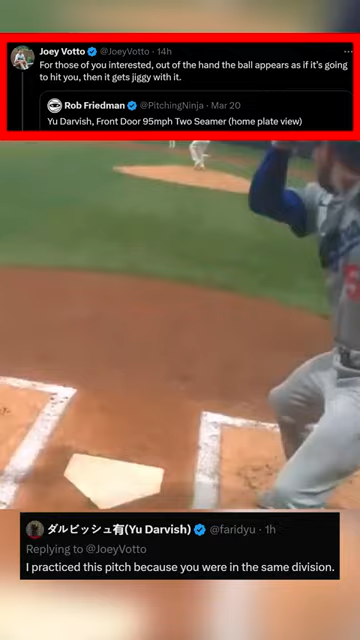 Joey Votto @JoeyVotto · 14h
For those of you interested, out of the hand the ball appears as if it's going
to hit you, then it gets jiggy with it.
Rob Friedman @PitchingNinja · Mar 20
Yu Darvish, Front Door 95mph Two Seamer (home plate view)
5
ダルビッシュ有(Yu Darvish) @faridyu · 1h
Replying to @JoeyVotto
I practiced this pitch because you were in the same division.